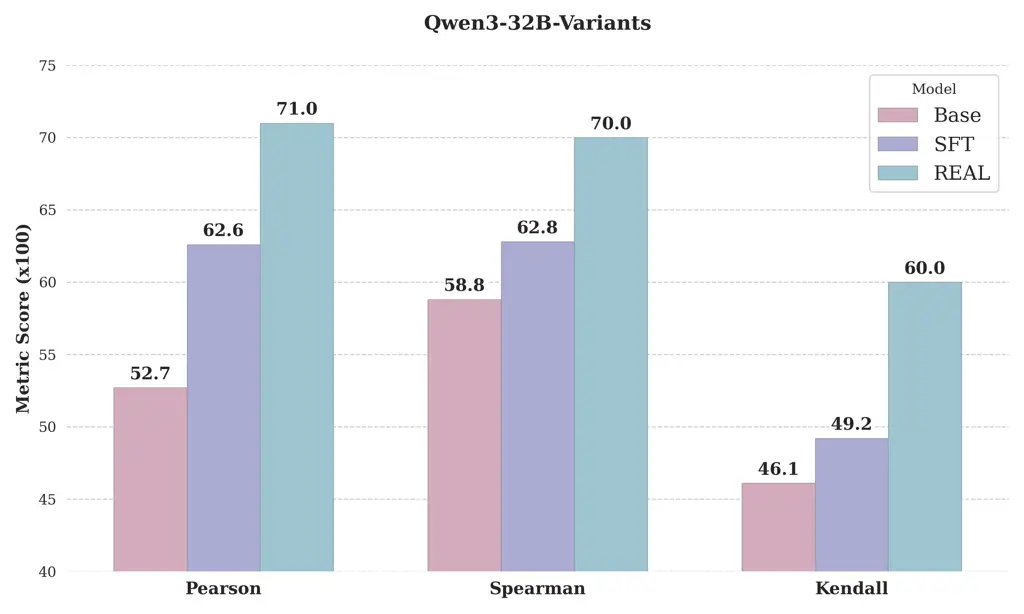 Qwen3-32B-Variants
Metric Score (x100)
75
70
65
60
55
50
45
40
Model
Base
SFT
REAL
52.7
62.6
71.0
58.8
62.8
70.0
46.1
49.2
60.0
Pearson
Spearman
Kendall